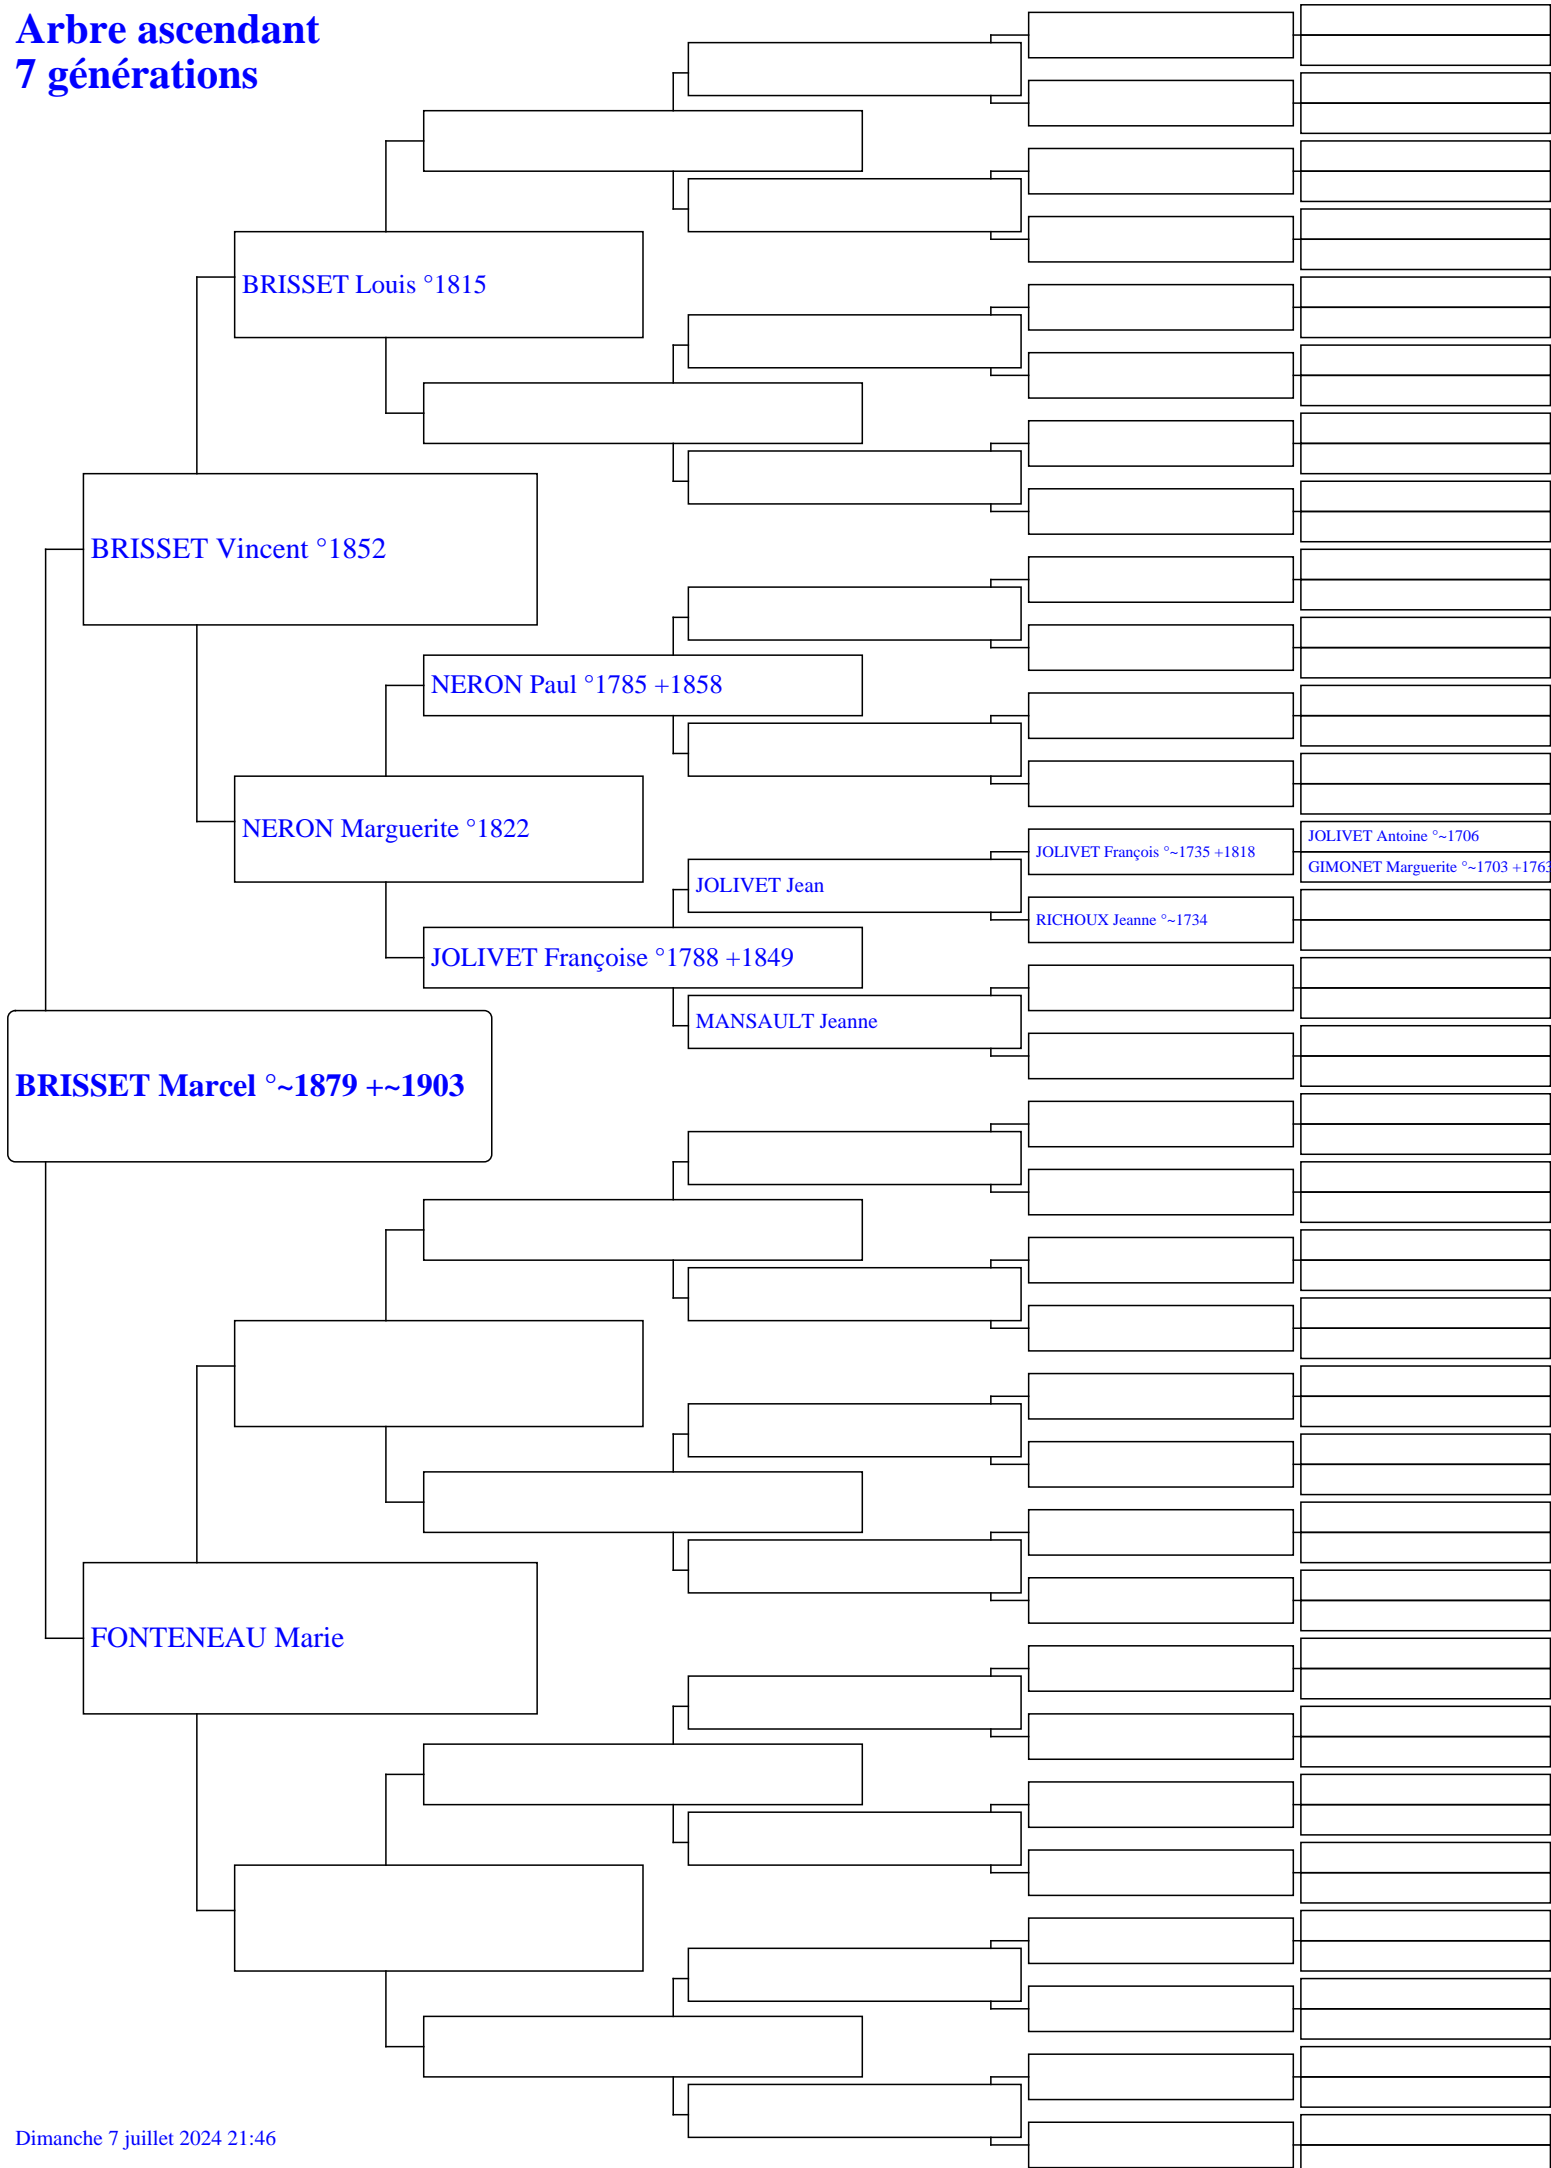 Arbre ascendant
7 générations
BRISSET Louis °1815
BRISSET Vincent °1852
NERON Paul °1785 +1858
NERON Marguerite °1822
JOLIVET Antoine °~1706
JOLIVET François °~1735 +1818
GIMONET Marguerite °~1703 +1763
JOLIVET Jean
RICHOUX Jeanne °~1734
JOLIVET Françoise °1788 +1849
MANSAULT Jeanne
BRISSET Marcel °~1879 +~1903
FONTENEAU Marie
Dimanche 7 juillet 2024 21:46